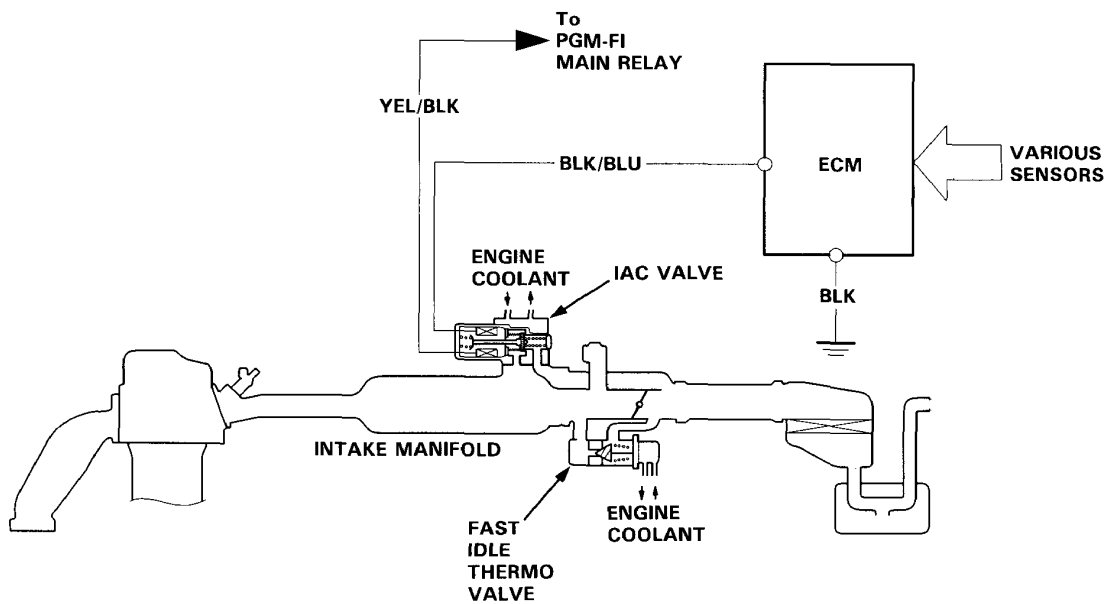 To
PGM-FI
MAIN RELAY
YEL/BLK
BLK/BLU
ECM
VARIOUS
SENSORS
ENGINE
COOLANT
IAC VALVE
BLK
INTAKE MANIFOLD
FAST
IDLE
THERMO
VALVE
ENGINE
COOLANT